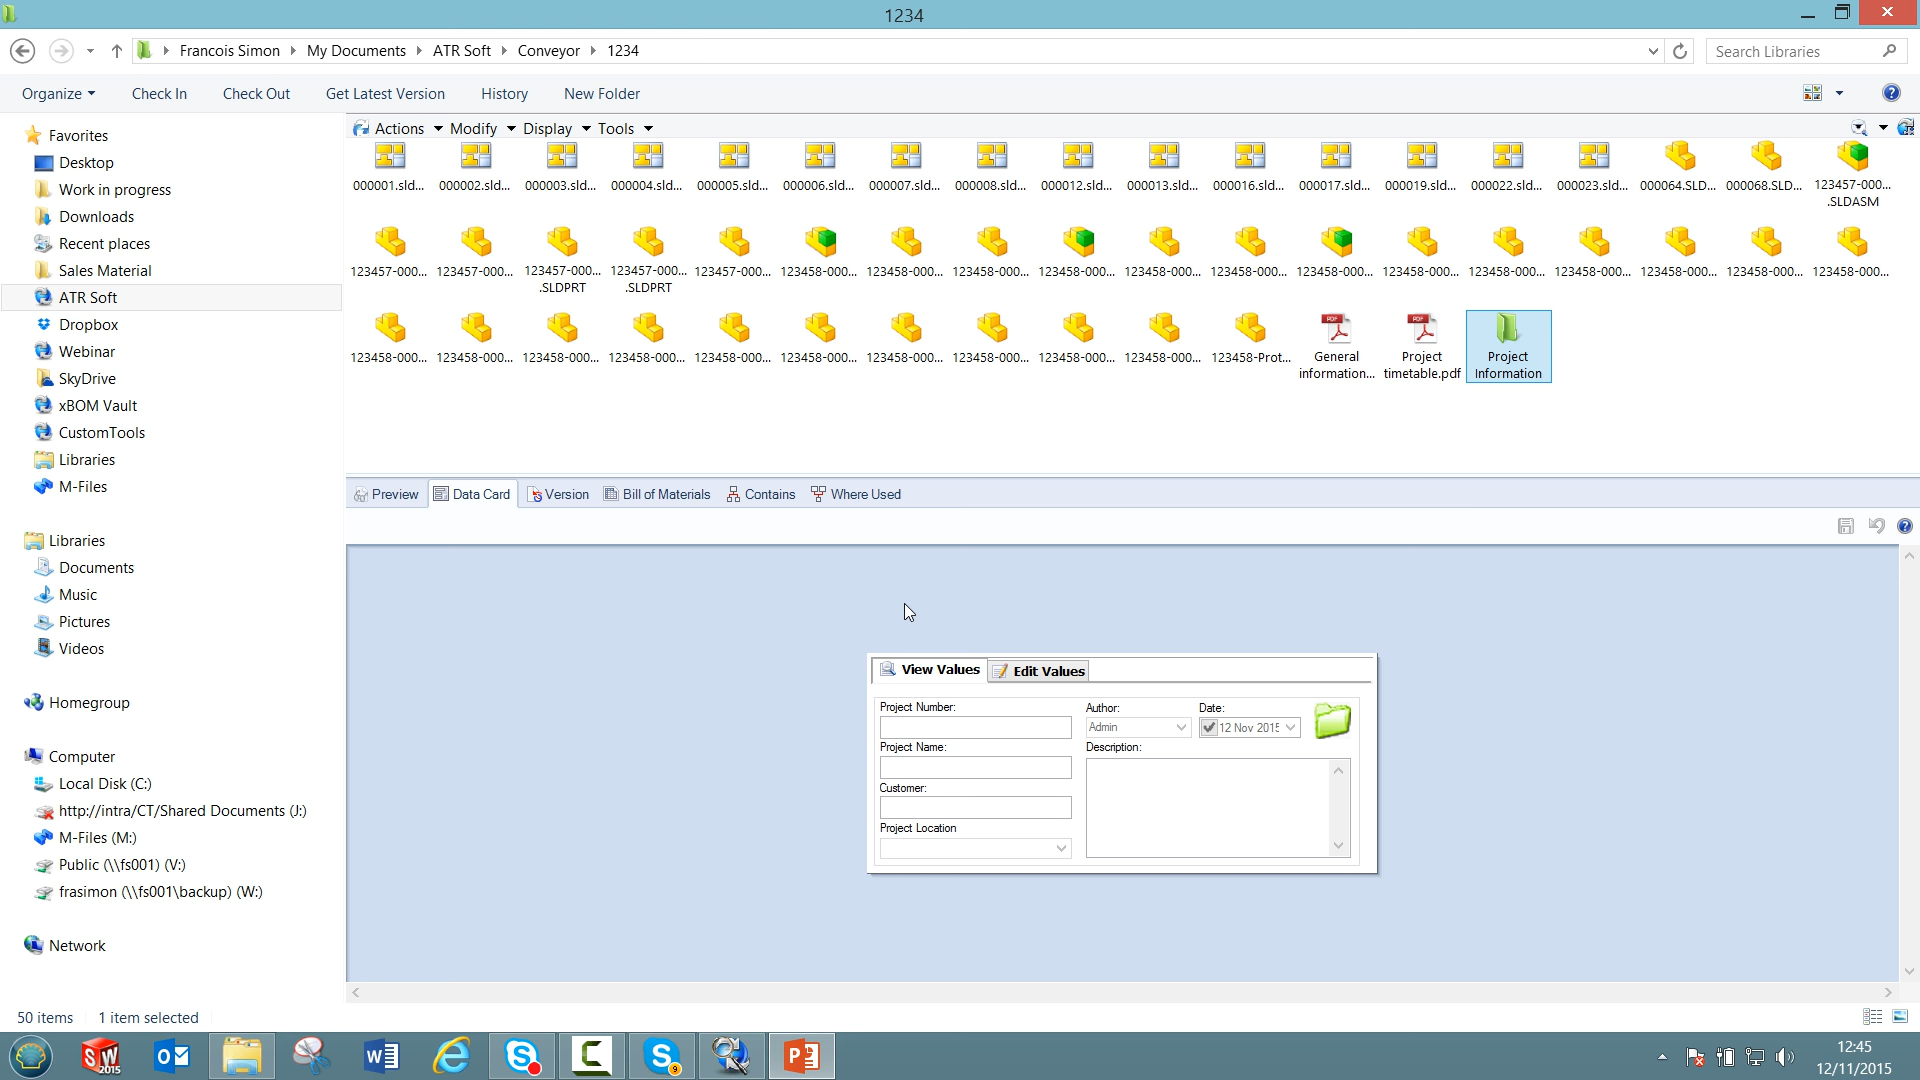 1234
Francois Simon My Documents ATR Soft Conveyor 1234
Search Libraries
Organize Check In Check Out Get Latest Version History New Folder
Favorites
Desktop
Work in progress
Downloads
Recent places
Sales Material
ATR Soft
Dropbox
Webinar
SkyDrive
xBOM Vault
CustomTools
Libraries
M-Files
Libraries
Documents
Music
Pictures
Videos
Homegroup
Computer
Local Disk (C:)
http://intra/CT/Shared Documents (J:)
M-Files (M:)
Public (\\fs001) (V:)
frasimon (\\fs001\backup) (W:)
Network
Actions Modify Display Tools
000001.sld... 000002.sld... 000003.sld... 000004.sld... 000005.sld... 000006.sld... 000007.sld... 000008.sld... 000012.sld... 000013.sld... 000016.sld... 000017.sld... 000019.sld... 000022.sld... 000023.sld... 000064.SLD... 000068.SLD... 123457-000...
.SLDASM
123457-000... 123457-000... 123457-000... 123457-000... 123457-000... 123458-000... 123458-000... 123458-000... 123458-000... 123458-000... 123458-000... 123458-000... 123458-000... 123458-000... 123458-000... 123458-000... 123458-000... 123458-000...
.SLDPRT .SLDPRT
123458-000... 123458-000... 123458-000... 123458-000... 123458-000... 123458-000... 123458-000... 123458-000... 123458-000... 123458-000... 123458-Prot... General Project Project
information... timetable.pdf Information
Preview Data Card Version Bill of Materials Contains Where Used
View Values Edit Values
Project Number: Author: Date:
Admin 12 Nov 2015
Project Name: Description:
Customer:
Project Location
50 items 1 item selected
SW
2015
9
12:45
12/11/2015